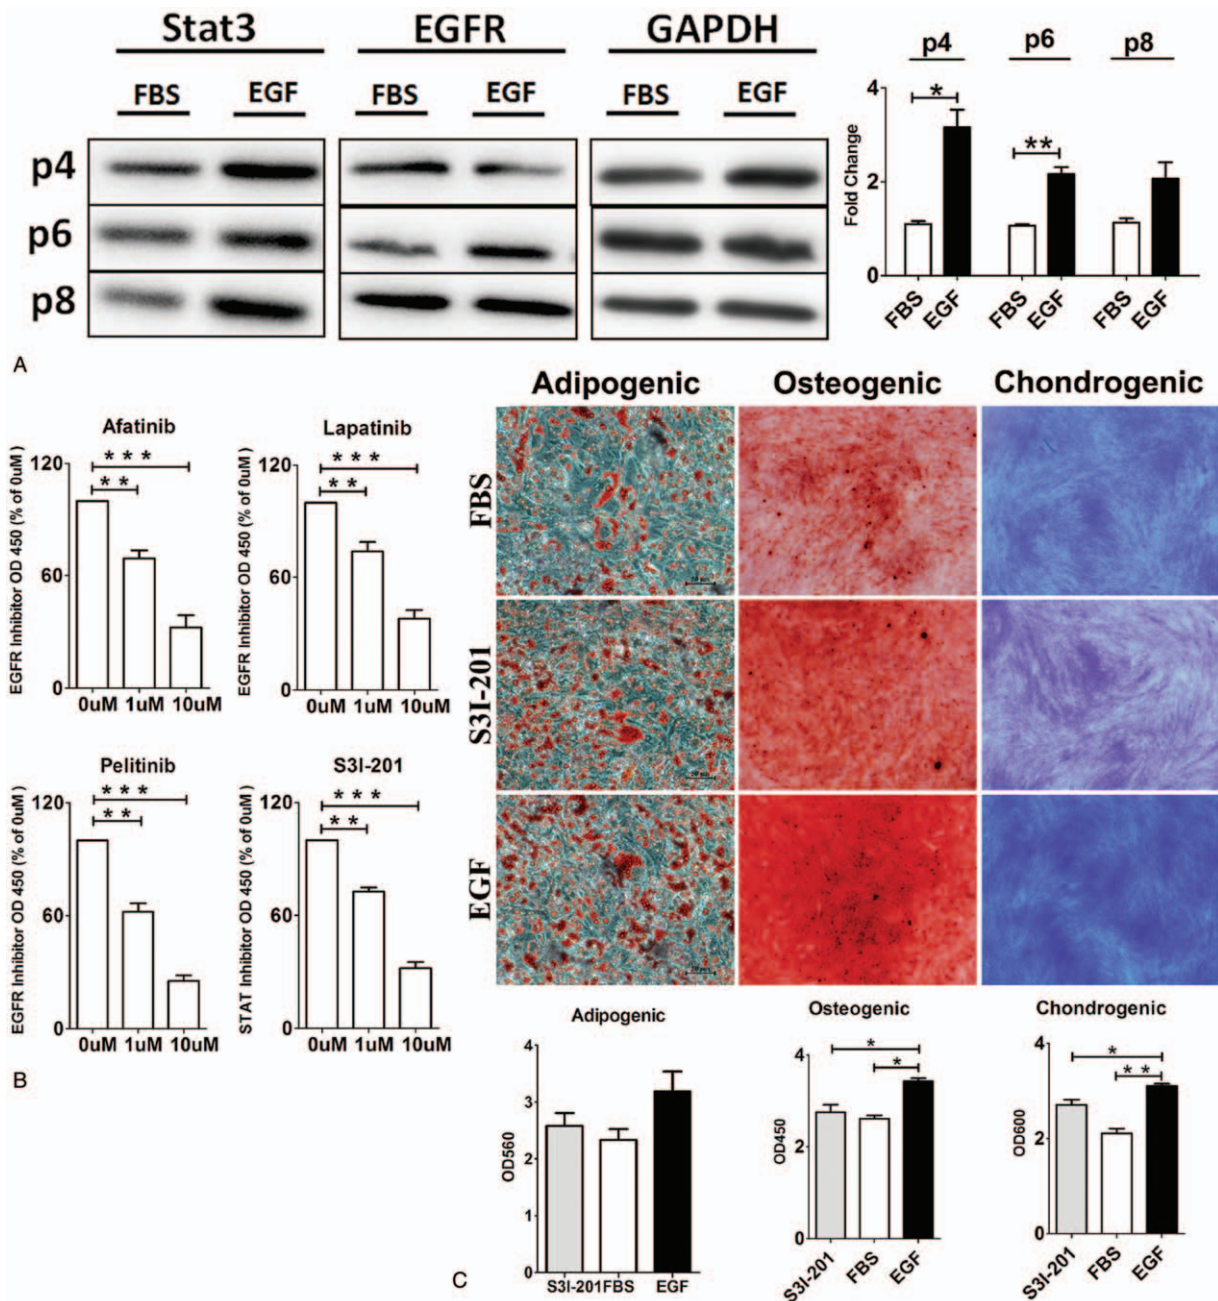 Stat3 EGFR GAPDH
FBS EGF FBS EGF FBS EGF
p4
p6
p8
p4 p6 p8
Fold Change
4
2
0
*
**
FBS EGF FBS EGF FBS EGF
A
Afatinib
EGFR Inhibitor OD 450 (% of 0uM)
120
60
0
* * *
* *
0uM 1uM 10uM
Lapatinib
EGFR Inhibitor OD 450 (% of 0uM)
120
60
0
* * *
* *
0uM 1uM 10uM
Pelitinib
EGFR Inhibitor OD 450 (% of 0uM)
120
60
0
* * *
* *
0uM 1uM 10uM
S3I-201
STAT Inhibitor OD 450 (% of 0uM)
120
60
0
* * *
* *
0uM 1uM 10uM
B
Adipogenic Osteogenic Chondrogenic
FBS
S3I-201
EGF
Adipogenic
OD560
4
3
2
1
0
S3I-201 FBS EGF
Osteogenic
OD450
4
2
0
*
*
S3I-201 FBS EGF
Chondrogenic
OD600
4
2
0
*
* *
S3I-201 FBS EGF
C